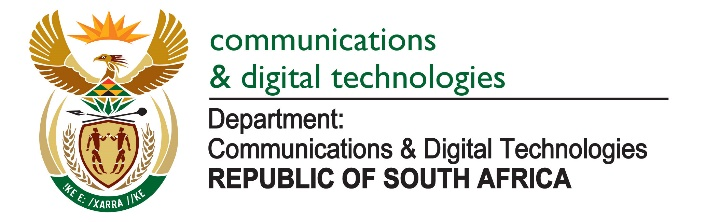 communications
& digital technologies
Department:
Communications & Digital Technologies
REPUBLIC OF SOUTH AFRICA
!KE E: /XARRA //KE